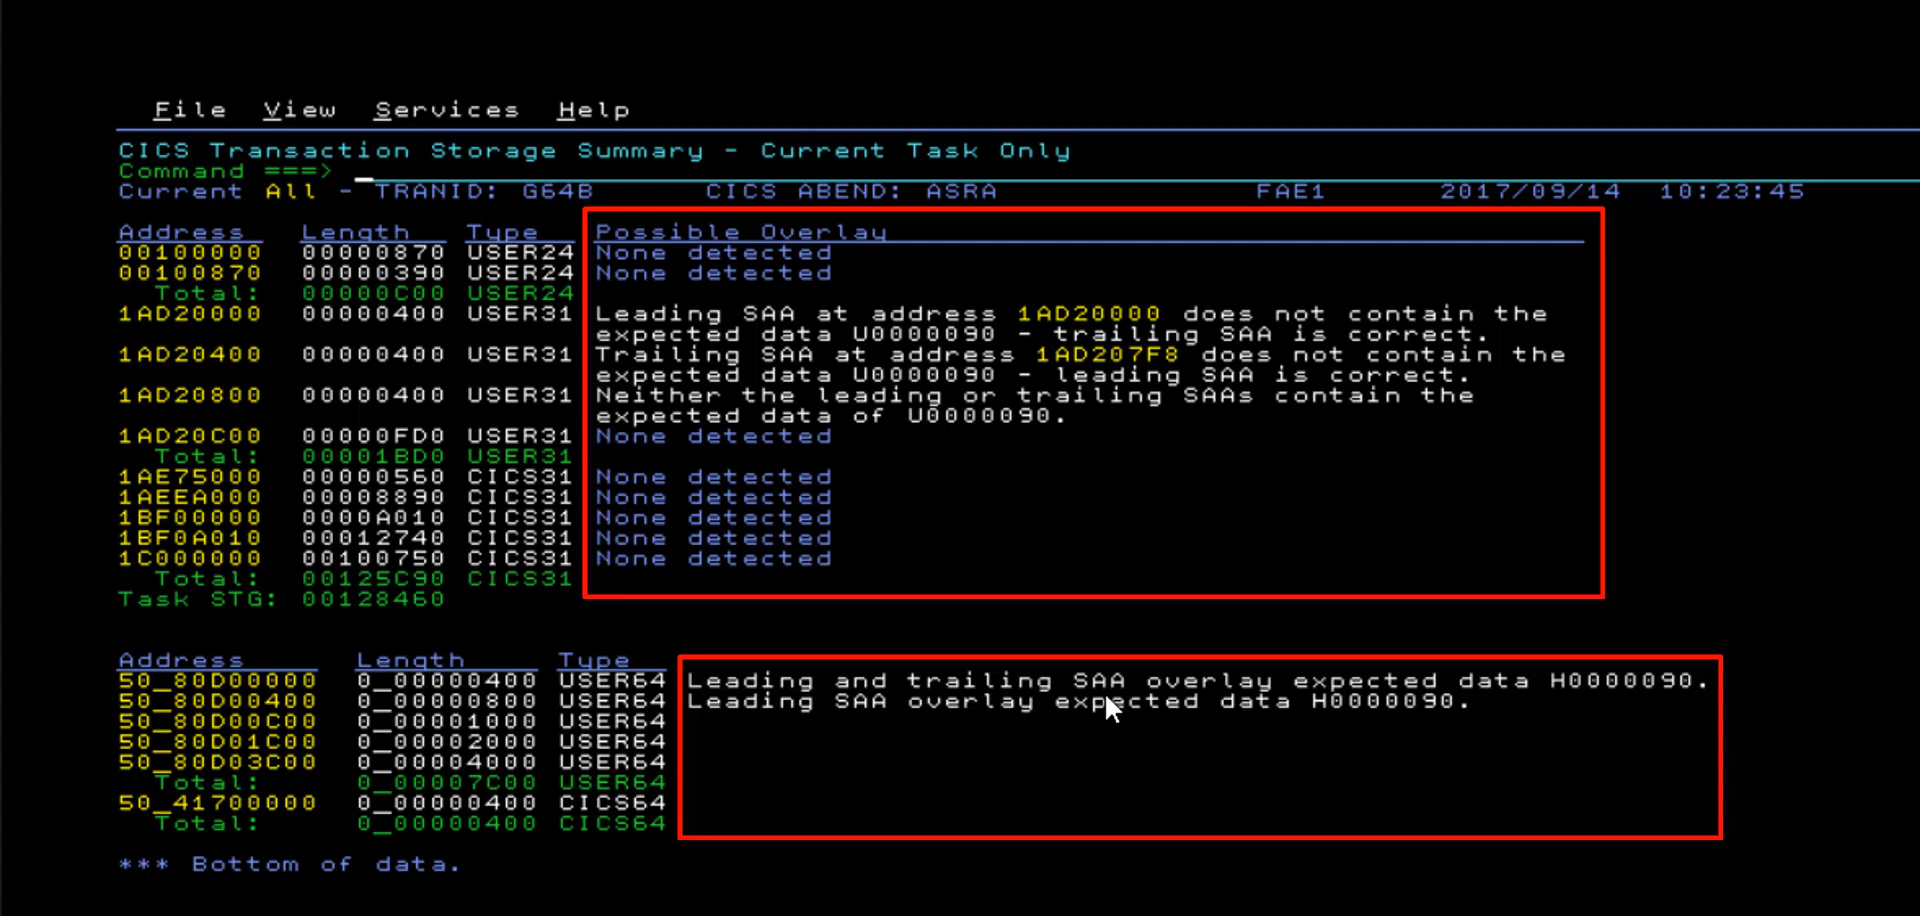 File View Services Help
CICS Transaction Storage Summary - Current Task Only
Command ===> _
Current All - TRANID: G64B CICS ABEND: ASRA FAE1 2017/09/14 10:23:45
Address Length Type Possible Overlay
00100000 00000870 USER24 None detected
00100870 00000390 USER24 None detected
Total: 00000C00 USER24
1AD20000 00000400 USER31 Leading SAA at address 1AD20000 does not contain the
expected data U0000090 - trailing SAA is correct.
1AD20400 00000400 USER31 Trailing SAA at address 1AD207F8 does not contain the
expected data U0000090 - leading SAA is correct.
1AD20800 00000400 USER31 Neither the leading or trailing SAAs contain the
expected data of U0000090.
1AD20C00 00000FD0 USER31 None detected
Total: 00001BD0 USER31
1AE75000 00000560 CICS31 None detected
1AEEA000 00008890 CICS31 None detected
1BF00000 0000A010 CICS31 None detected
1BF0A010 00012740 CICS31 None detected
1C000000 00100750 CICS31 None detected
Total: 00125C90 CICS31
Task STG: 00128460
Address Length Type
50_80D00000 0_00000400 USER64 Leading and trailing SAA overlay expected data H0000090.
50_80D00400 0_00000800 USER64 Leading SAA overlay expected data H0000090.
50_80D00C00 0_00001000 USER64
50_80D01C00 0_00002000 USER64
50_80D03C00 0_00004000 USER64
Total: 0_00007C00 USER64
50_41700000 0_00000400 CICS64
Total: 0_00000400 CICS64
*** Bottom of data.